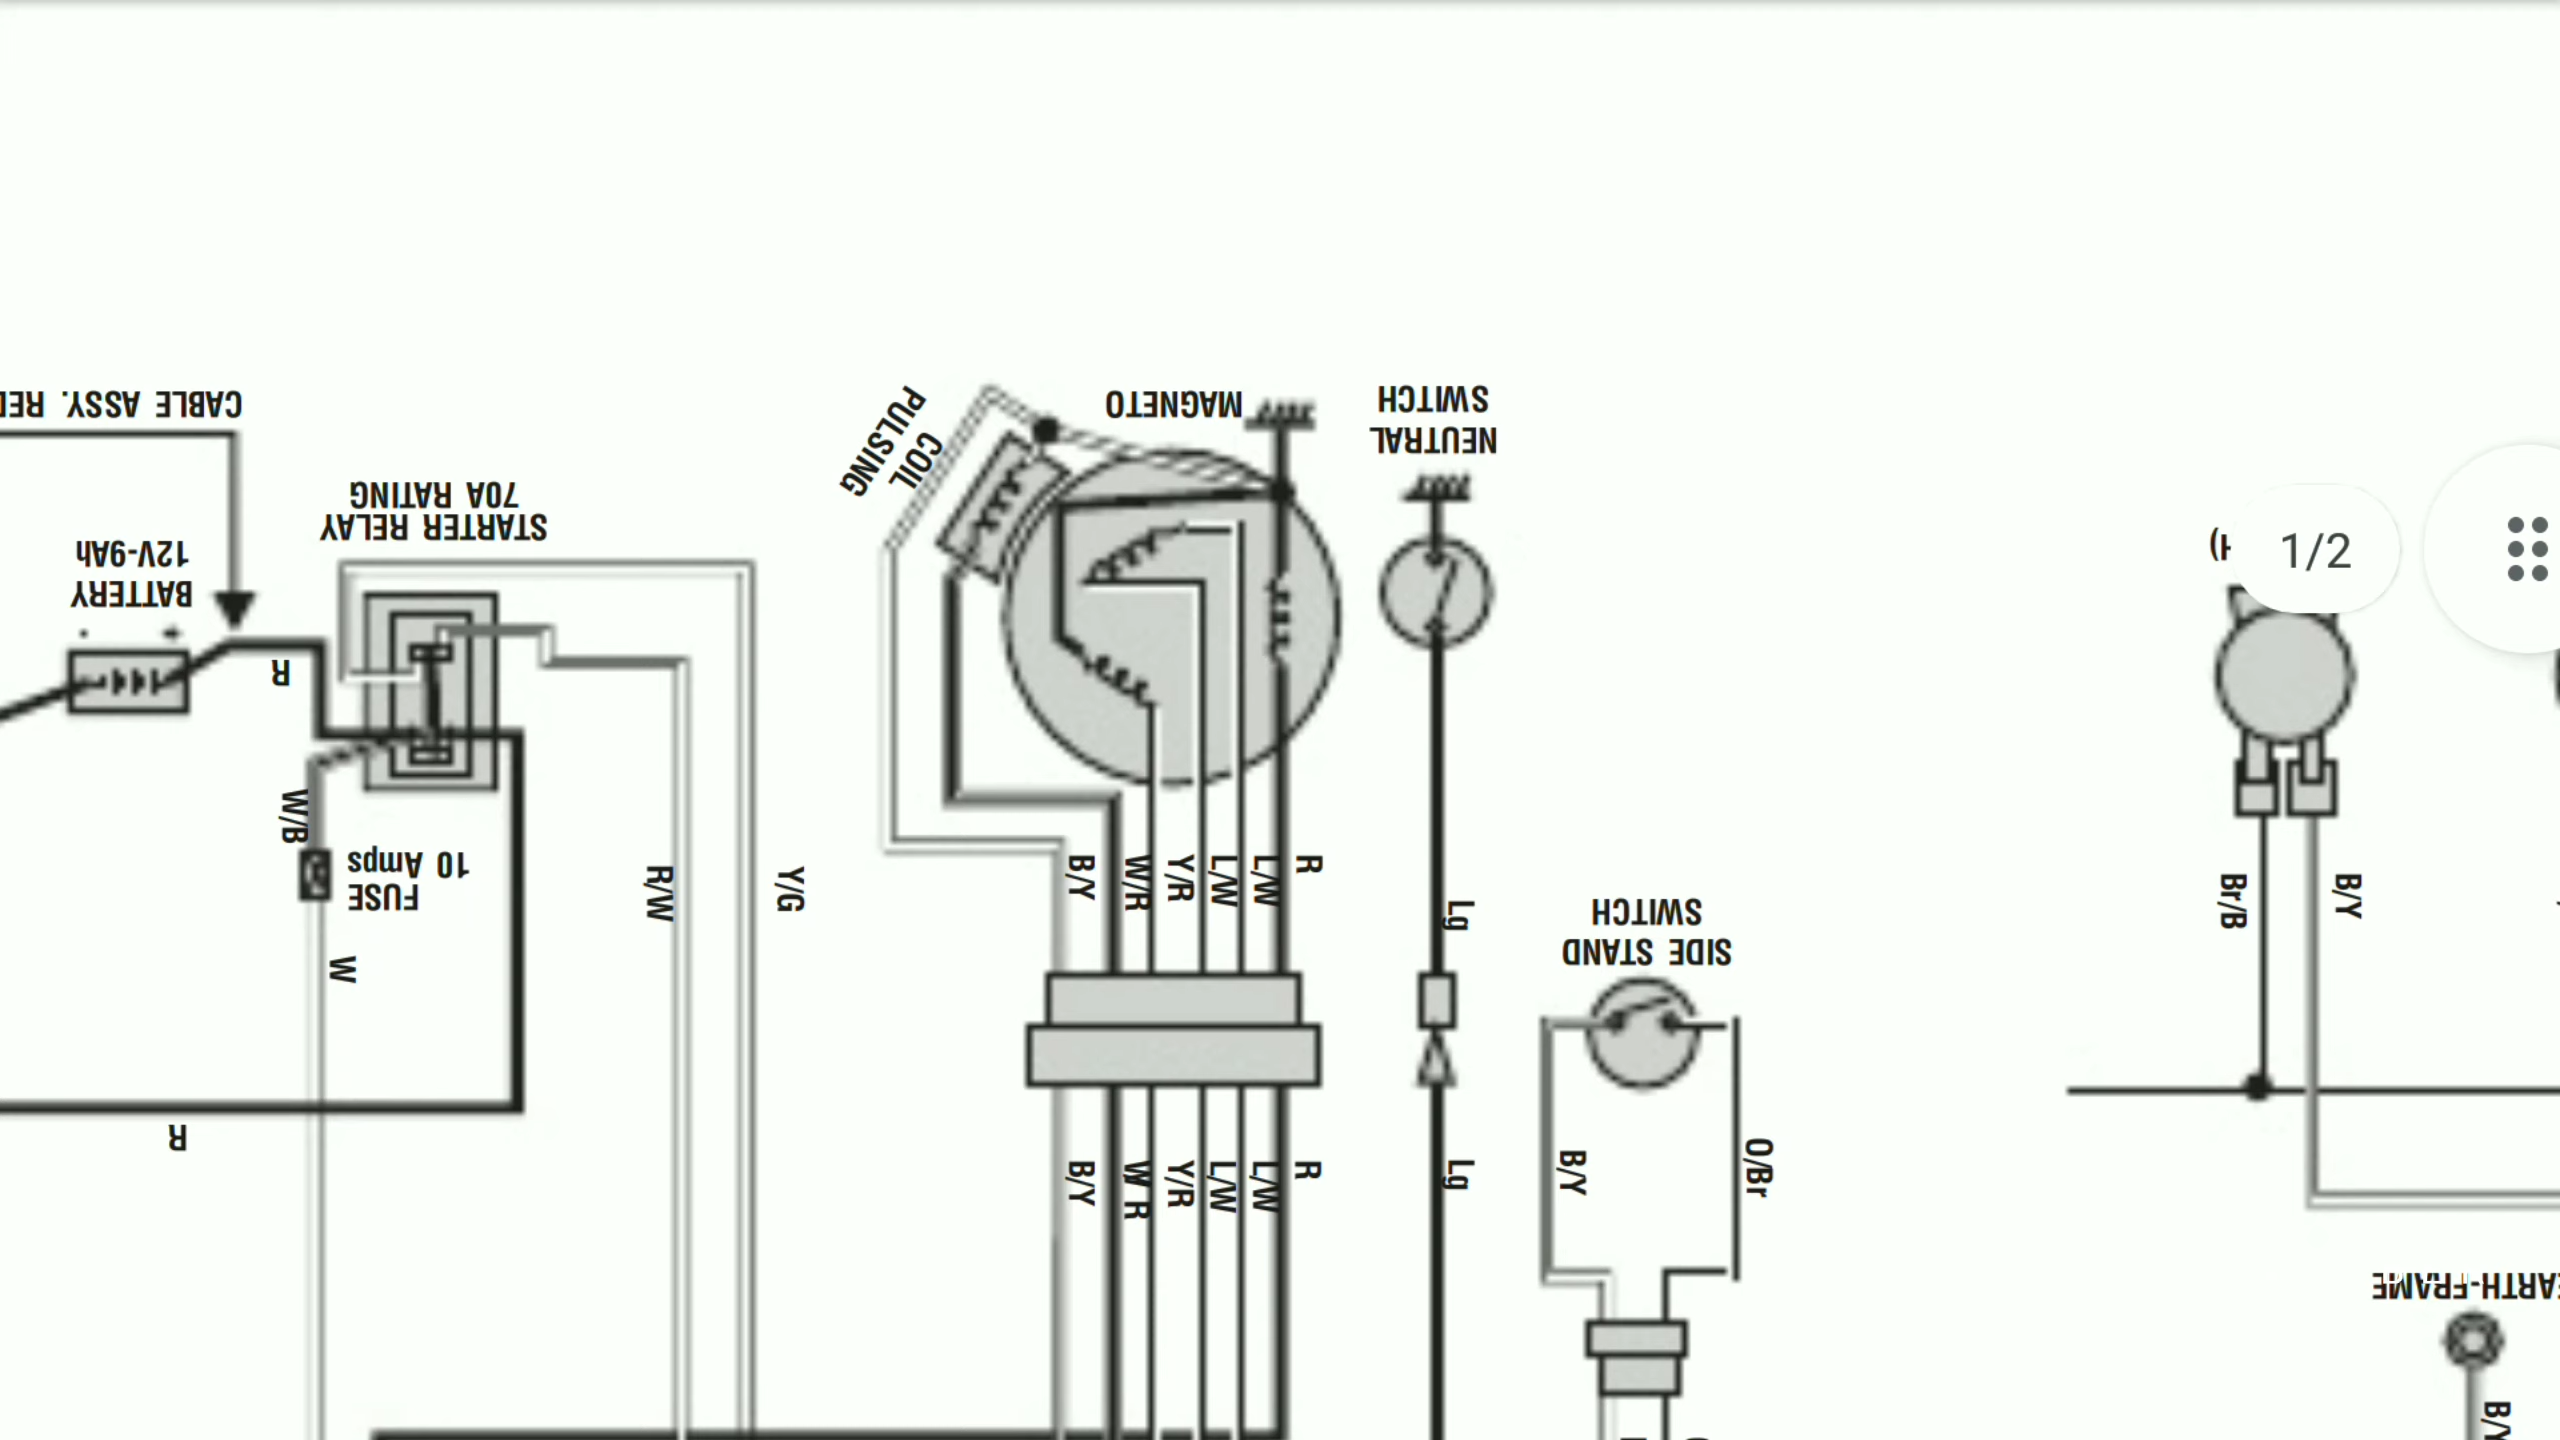 CABLE ASSY. RED
BATTERY
12V-9Ah
R
STARTER RELAY
70A RATING
W/B
FUSE
10 Amps
W
R
R/W
Y/G
PULSING
COIL
MAGNETO
B/Y
W/R
Y/R
L/W
L/W
R
B/Y
W R
Y/R
L/W
L/W
R
NEUTRAL
SWITCH
Lg
Lg
SIDE STAND
SWITCH
B/Y
O/Br
1/2
Br/B
B/Y
EARTH-FRAME
B/Y